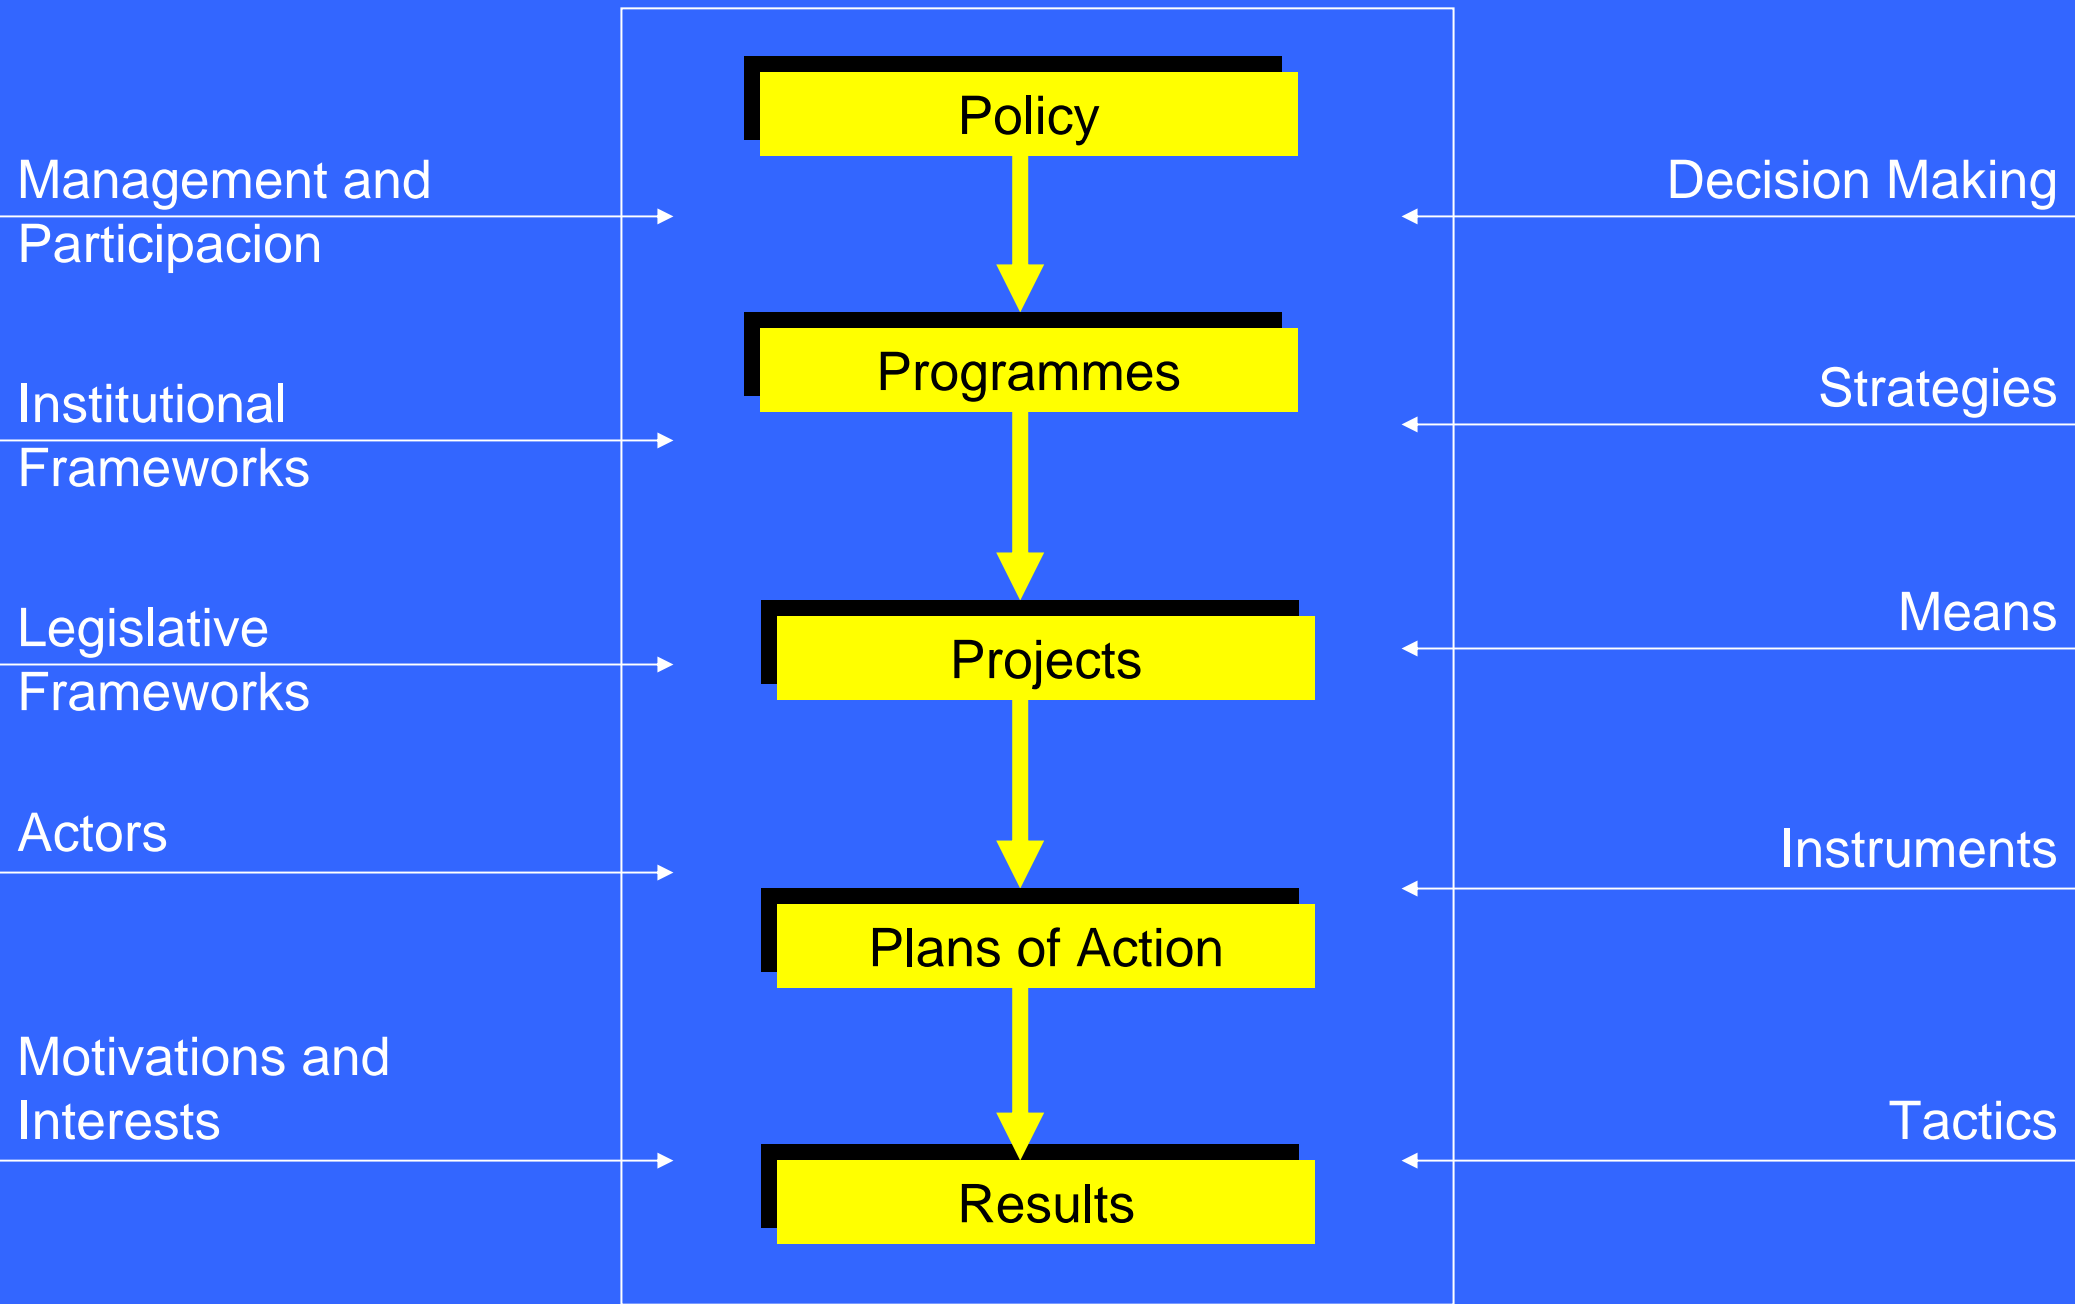 Policy
Management and
Participacion
Decision Making
Programmes
Institutional
Frameworks
Strategies
Legislative
Frameworks
Projects
Means
Actors
Plans of Action
Instruments
Motivations and
Interests
Results
Tactics